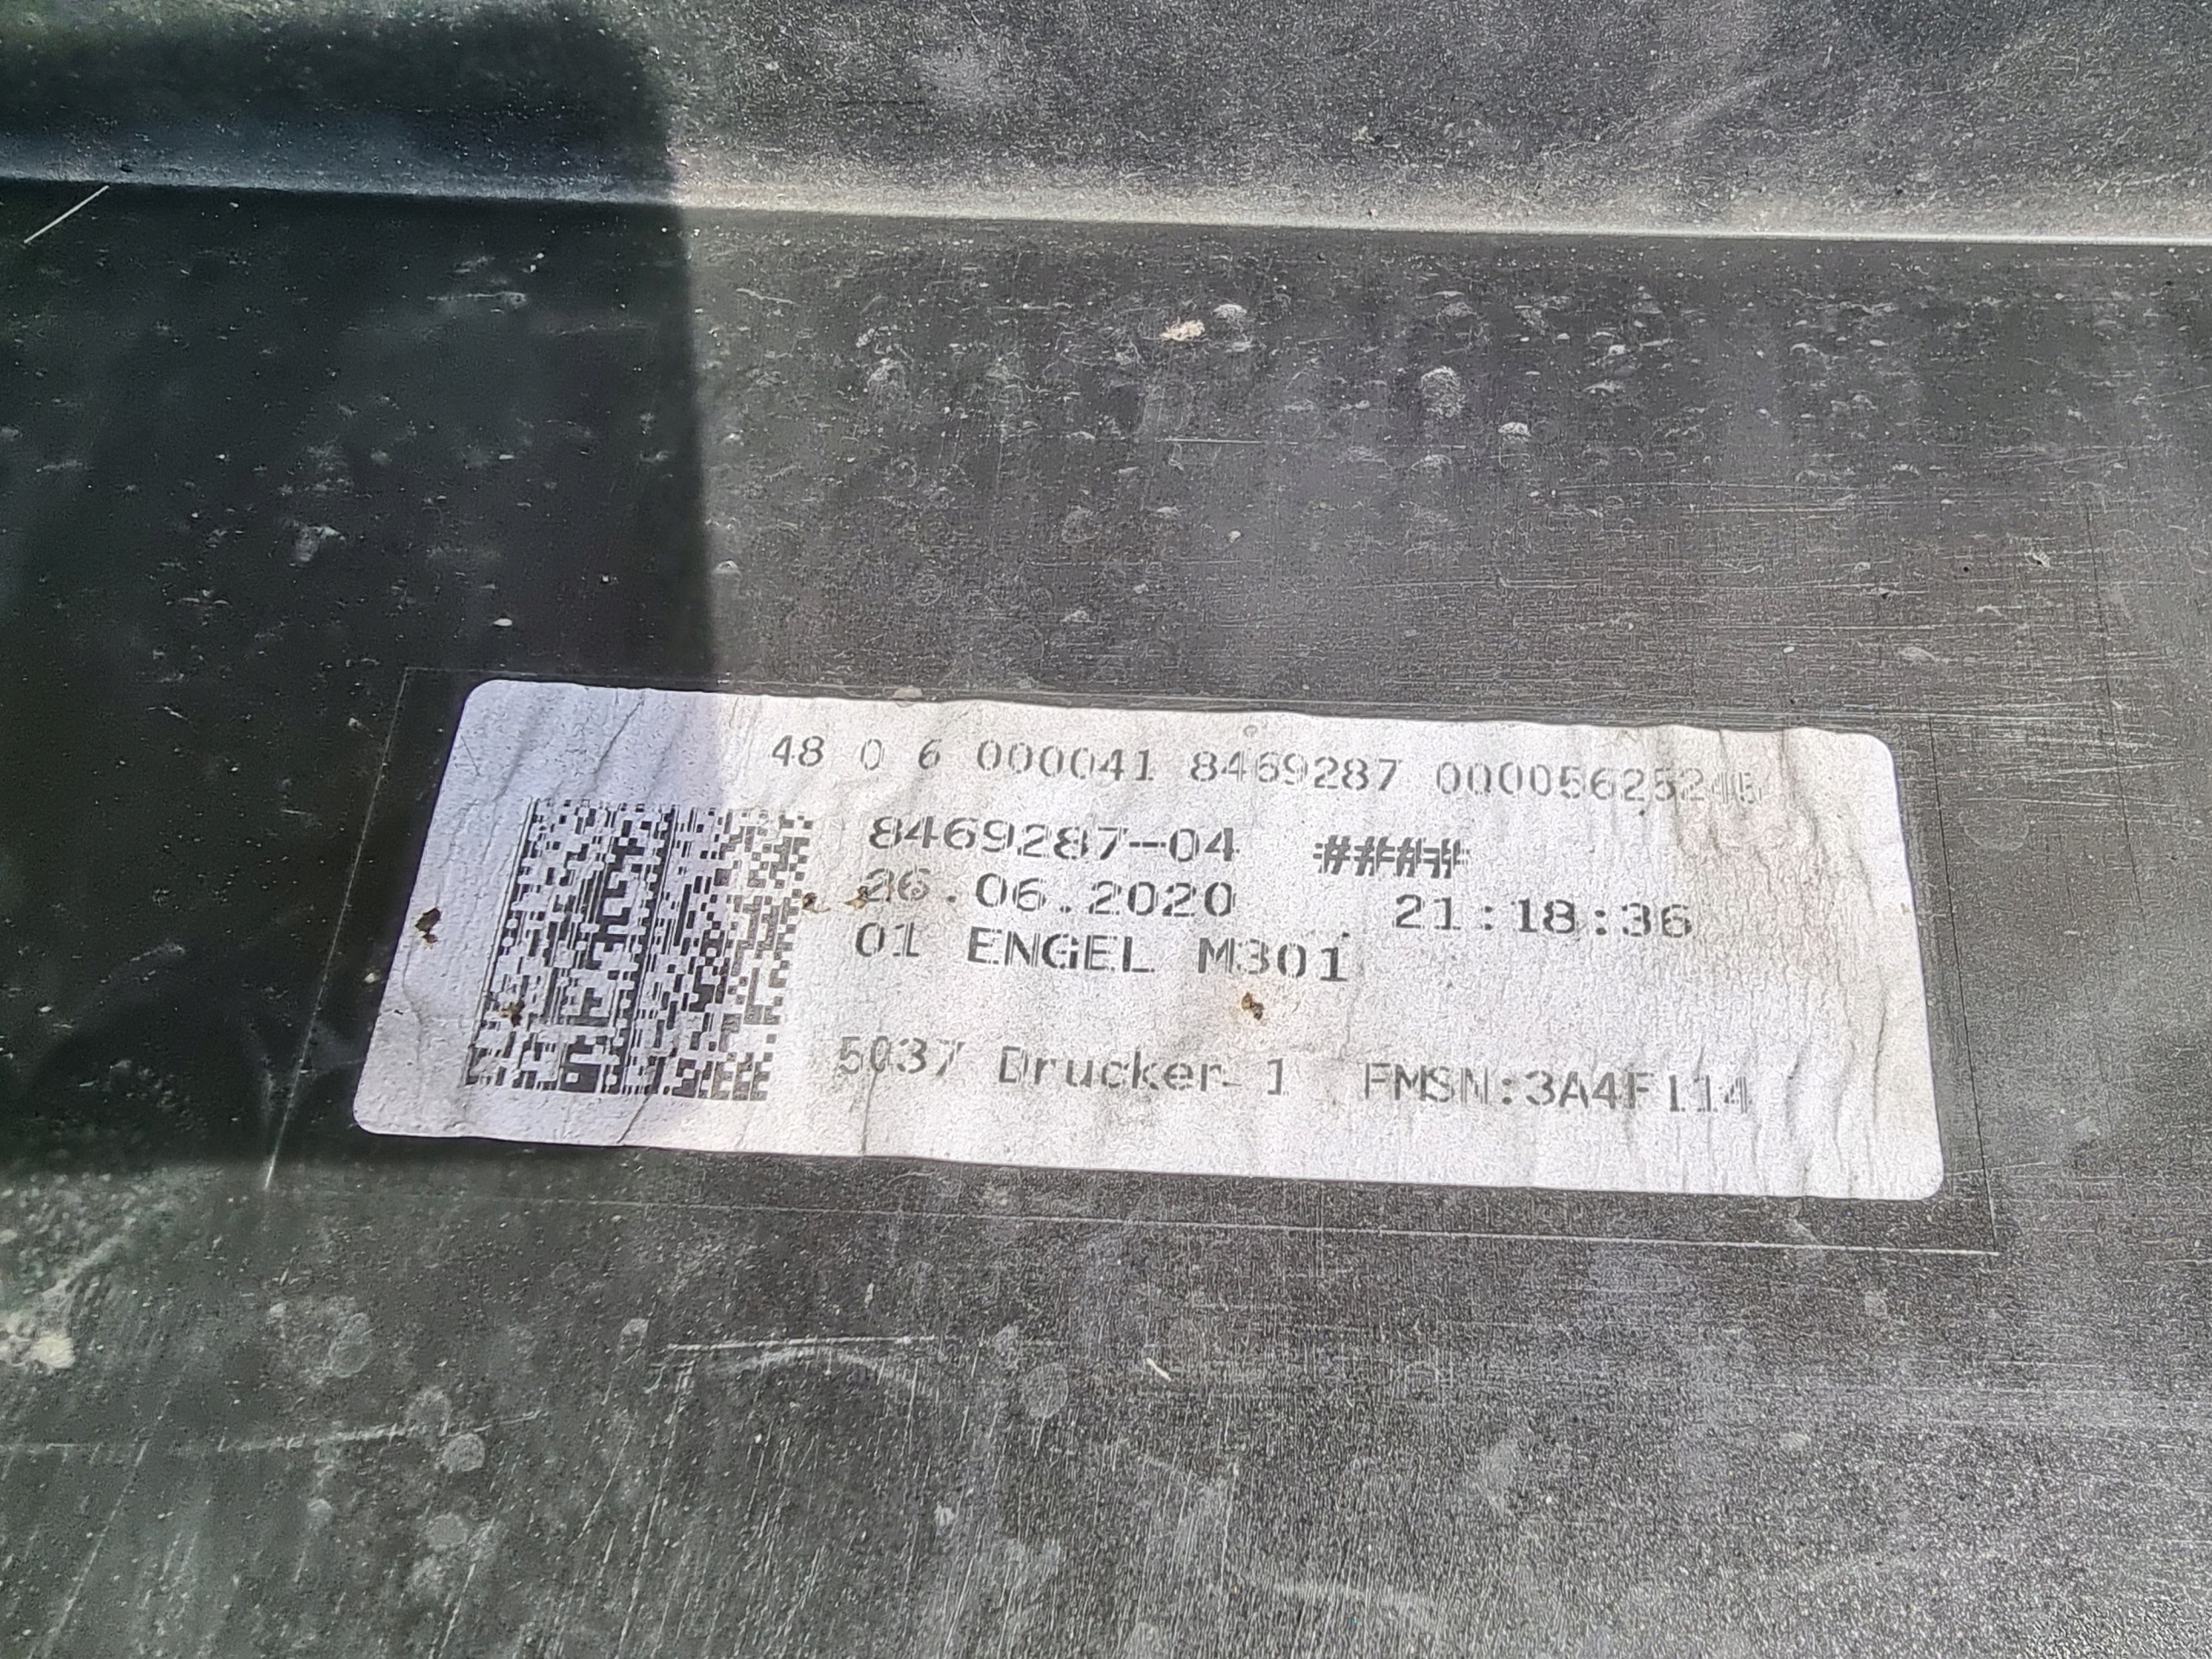 48 0 6 000041 8469287 00005625245
8469287-04 ####
26.06.2020 21:18:36
01 ENGEL M301
5037 Drucker 1 FMSN:3A4F114